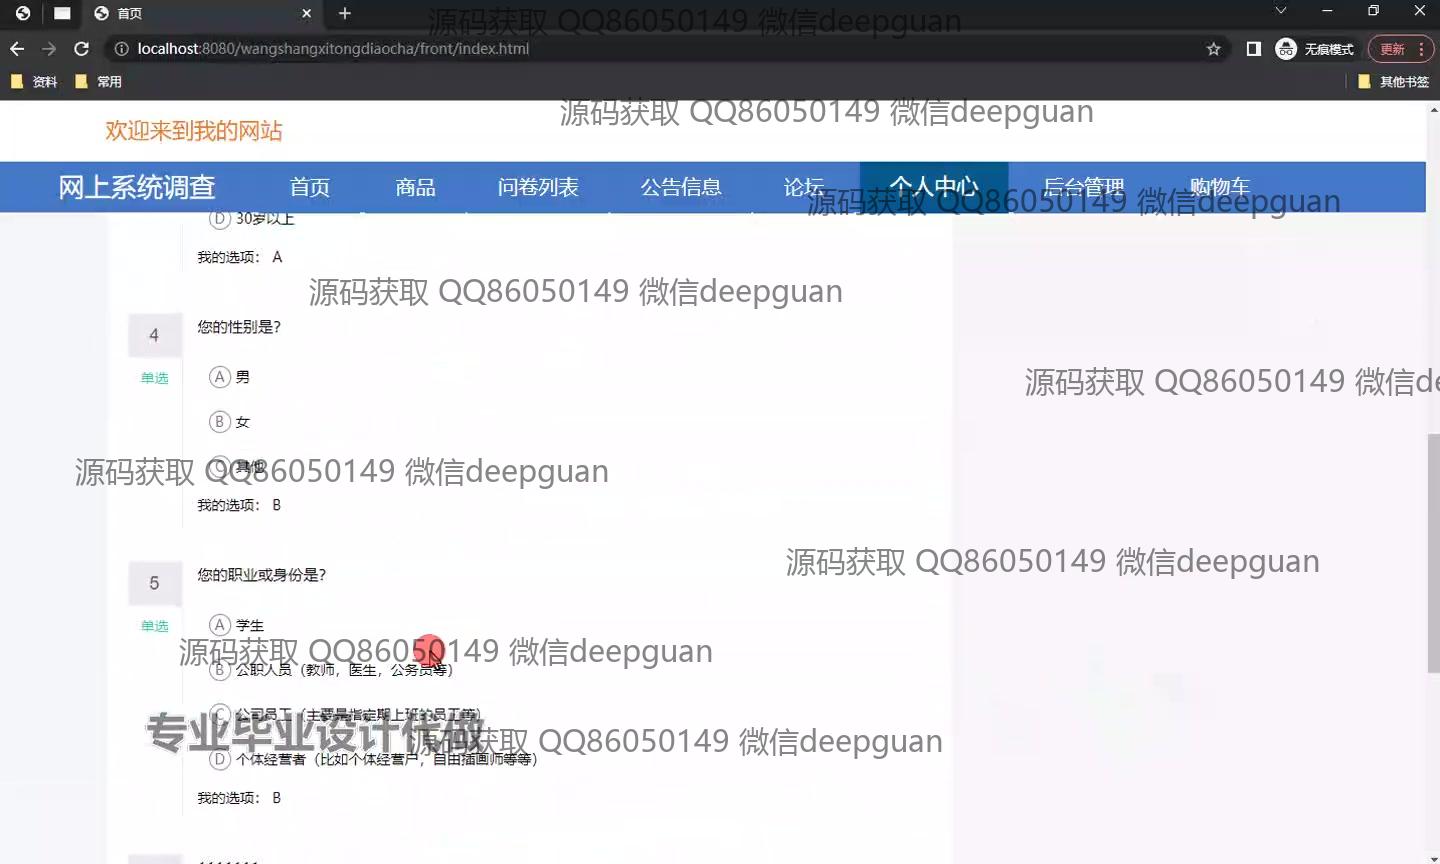 首页
源码获取 QQ86050149 微信deepguan
localhost:8080/wangshangxitongdiaocha/front/index.html
无痕模式
更新
资料
常用
其他书签
源码获取 QQ86050149 微信deepguan
欢迎来到我的网站
网上系统调查
首页
商品
问卷列表
公告信息
论坛
个人中心
后台管理
购物车
源码获取 QQ86050149 微信deepguan
D 30岁以上
我的选项： A
源码获取 QQ86050149 微信deepguan
4
您的性别是?
单选
A 男
源码获取 QQ86050149 微信de
B 女
C 其他
源码获取 QQ86050149 微信deepguan
我的选项： B
源码获取 QQ86050149 微信deepguan
5
您的职业或身份是?
单选
A 学生
源码获取 QQ86050149 微信deepguan
B 公职人员（教师，医生，公务员等）
C 公司员工（主要是指定期上班的员工等）
专业毕业设计代做
源码获取 QQ86050149 微信deepguan
D 个体经营者（比如个体经营户，自由插画师等等）
我的选项： B